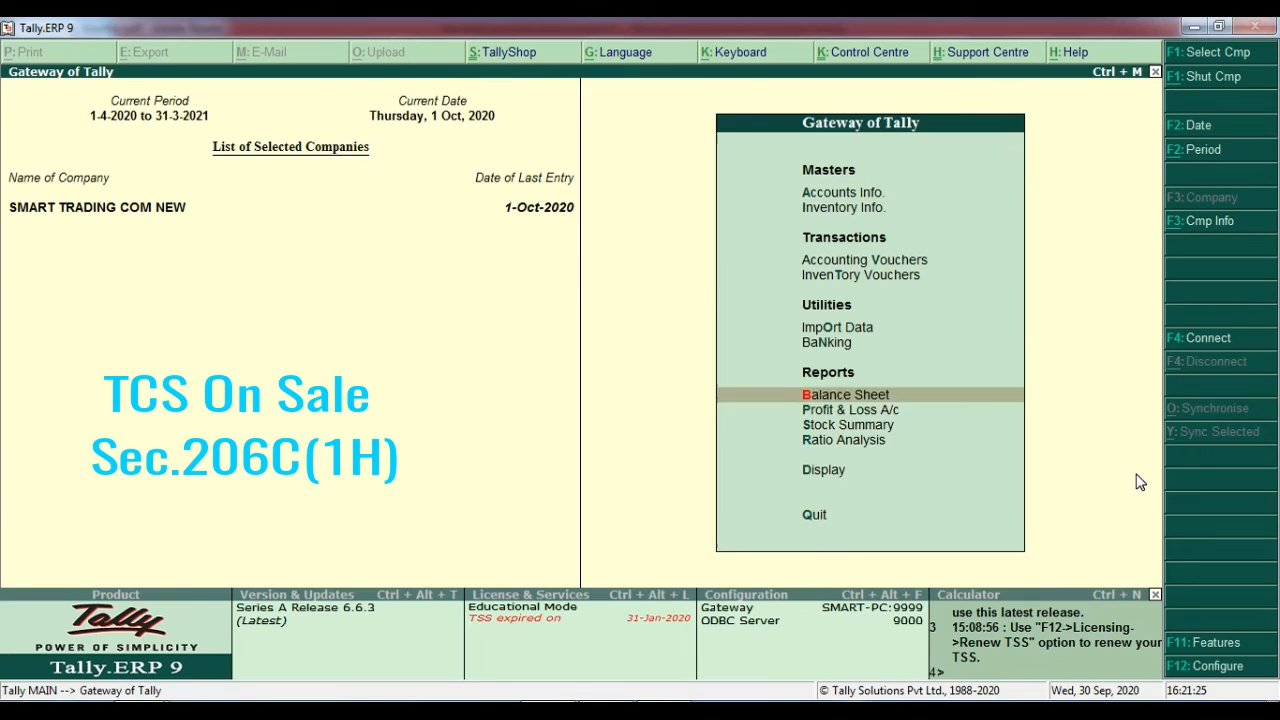 Tally.ERP 9
P: Print E: Export M: E-Mail O: Upload S: TallyShop G: Language K: Keyboard K: Control Centre H: Support Centre H: Help
Gateway of Tally Ctrl + M
Current Period Current Date
1-4-2020 to 31-3-2021 Thursday, 1 Oct, 2020
List of Selected Companies
Name of Company Date of Last Entry
SMART TRADING COM NEW 1-Oct-2020
TCS On Sale
Sec.206C(1H)
Gateway of Tally
Masters
Accounts Info.
Inventory Info.
Transactions
Accounting Vouchers
InvenTory Vouchers
Utilities
ImpOrt Data
BaNking
Reports
Balance Sheet
Profit & Loss A/c
Stock Summary
Ratio Analysis
Display
Quit
F1: Select Cmp
F1: Shut Cmp
F2: Date
F2: Period
F3: Company
F3: Cmp Info
F4: Connect
F4: Disconnect
O: Synchronise
Y: Sync Selected
F11: Features
F12: Configure
Product
Tally
POWER OF SIMPLICITY
Tally.ERP 9
Version & Updates Ctrl + Alt + T
Series A Release 6.6.3
(Latest)
License & Services Ctrl + Alt + L
Educational Mode
TSS expired on 31-Jan-2020
Configuration Ctrl + Alt + F
Gateway SMART-PC:9999
ODBC Server 9000
Calculator Ctrl + N
use this latest release.
3 15:08:56 : Use "F12->Licensing-
>Renew TSS" option to renew your
TSS.
4>
Tally MAIN --> Gateway of Tally © Tally Solutions Pvt Ltd., 1988-2020 Wed, 30 Sep, 2020 16:21:25